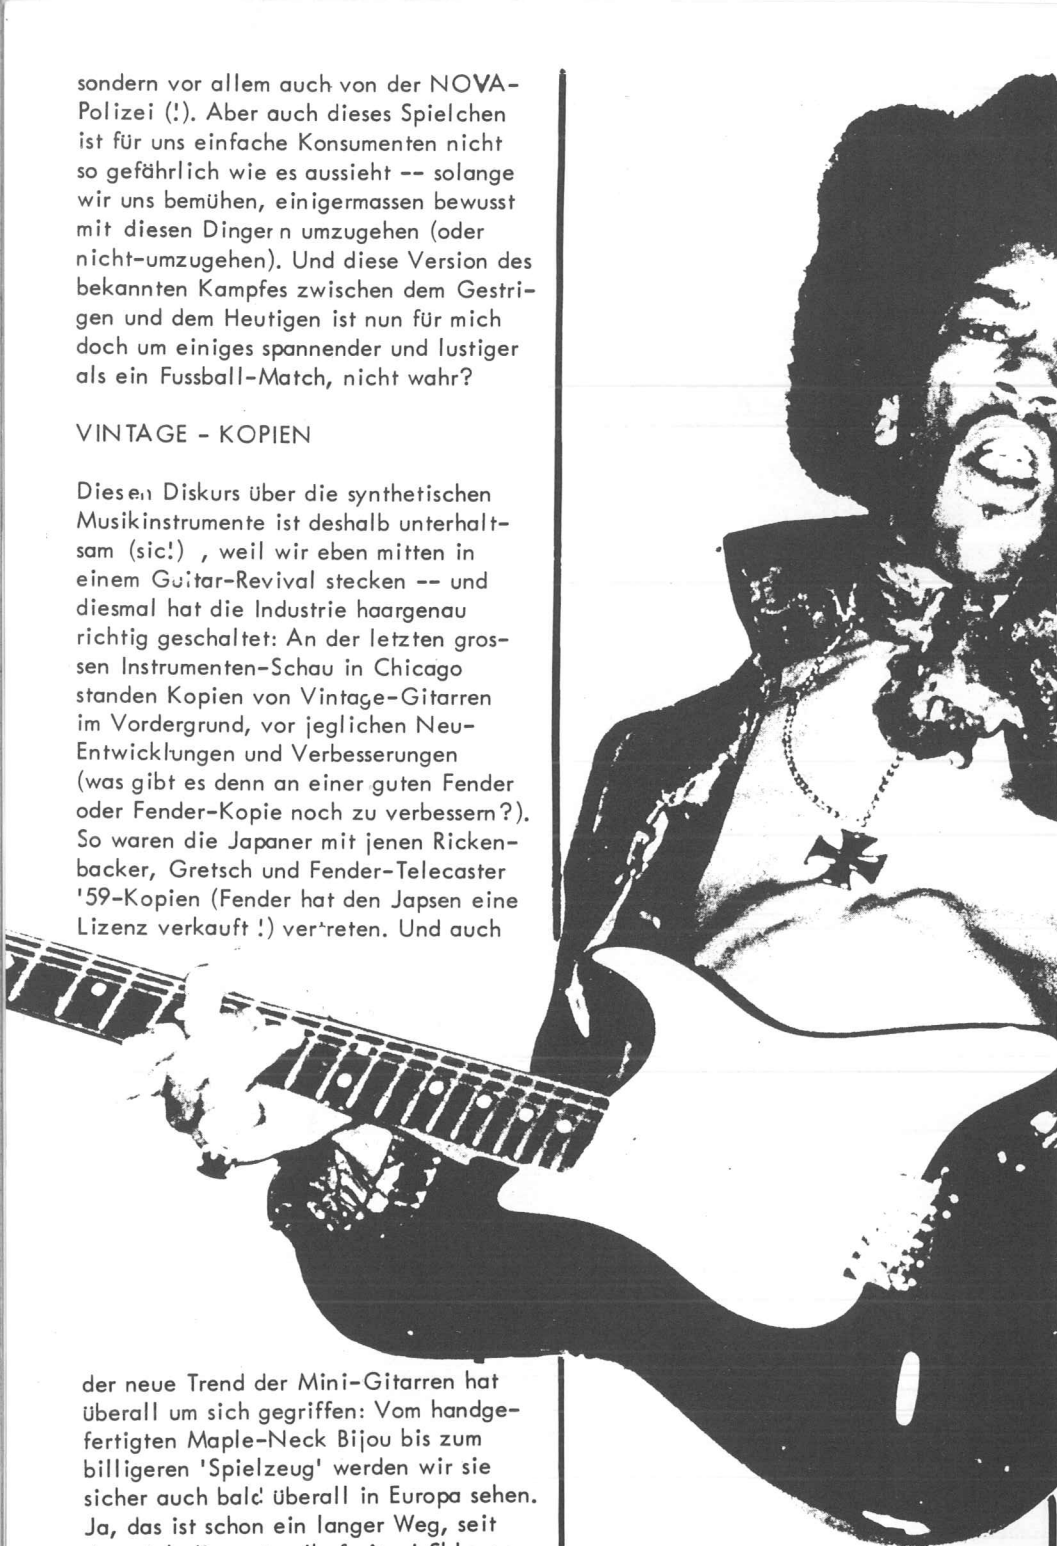 sondern vor allem auch von der NOVA-
Polizei (!). Aber auch dieses Spielchen
ist für uns einfache Konsumenten nicht
so gefährlich wie es aussieht -- solange
wir uns bemühen, einigermassen bewusst
mit diesen Dingern umzugehen (oder
nicht-umzugehen). Und diese Version des
bekannten Kampfes zwischen dem Gestri-
gen und dem Heutigen ist nun für mich
doch um einiges spannender und lustiger
als ein Fussball-Match, nicht wahr?
VINTAGE - KOPIEN
Diesen Diskurs über die synthetischen
Musikinstrumente ist deshalb unterhalt-
sam (sic!) , weil wir eben mitten in
einem Guitar-Revival stecken -- und
diesmal hat die Industrie haargenau
richtig geschaltet: An der letzten gros-
sen Instrumenten-Schau in Chicago
standen Kopien von Vintage-Gitarren
im Vordergrund, vor jeglichen Neu-
Entwicklungen und Verbesserungen
(was gibt es denn an einer guten Fender
oder Fender-Kopie noch zu verbessern?).
So waren die Japaner mit jenen Ricken-
backer, Gretsch und Fender-Telecaster
'59-Kopien (Fender hat den Japsen eine
Lizenz verkauft !) vertreten. Und auch
der neue Trend der Mini-Gitarren hat
überall um sich gegriffen: Vom handge-
fertigten Maple-Neck Bijou bis zum
billigeren 'Spielzeug' werden wir sie
sicher auch bald überall in Europa sehen.
Ja, das ist schon ein langer Weg, seit